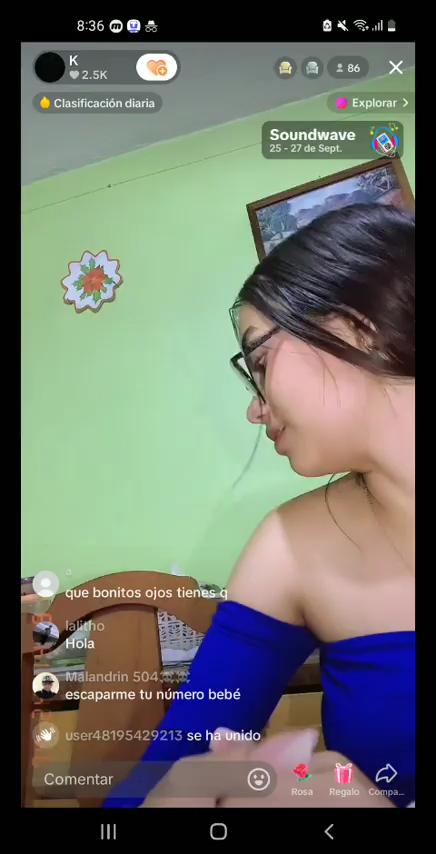 8:36
K
2.5K
86
Clasificación diaria
Explorar
Soundwave
25 - 27 de Sept.
que bonitos ojos tienes q
lalitho
Hola
Malandrin 504
escaparme tu número bebé
user48195429213 se ha unido
Comentar
Rosa
Regalo
Compa...